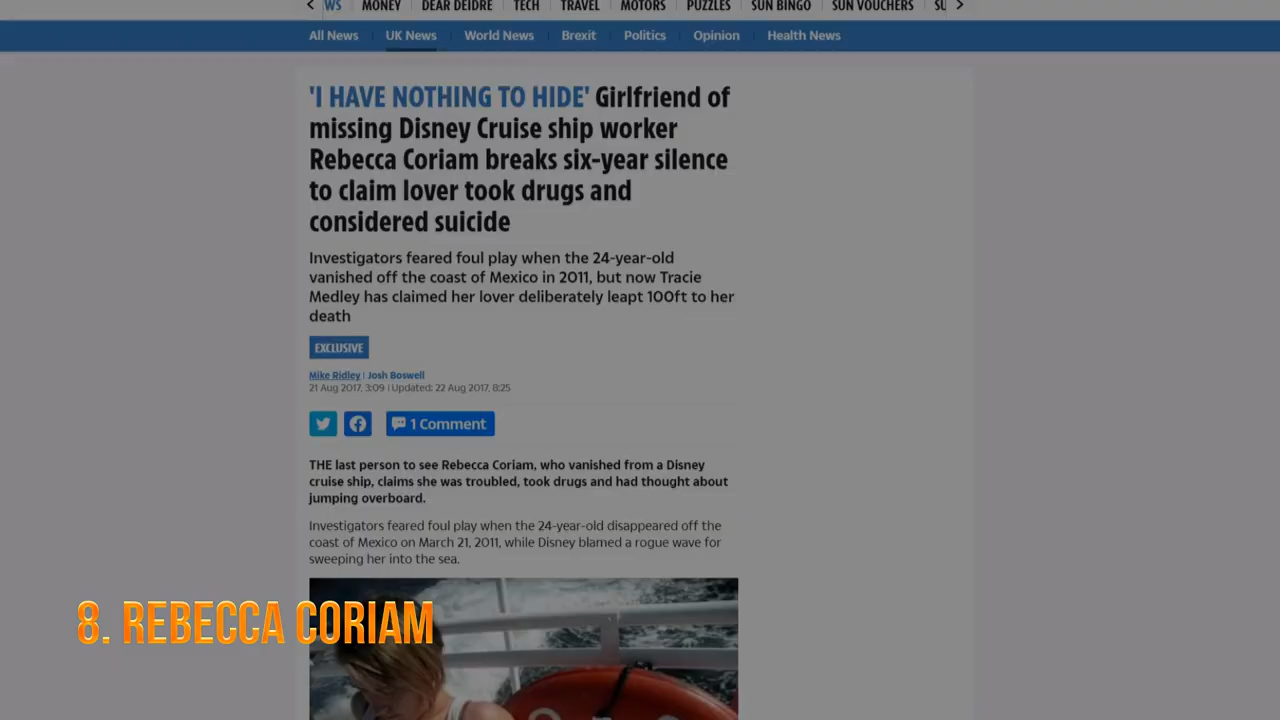 WS MONEY DEAR DEIDRE TECH TRAVEL MOTORS PUZZLES SUN BINGO SUN VOUCHERS
All News UK News World News Brexit Politics Opinion Health News
'I HAVE NOTHING TO HIDE' Girlfriend of
missing Disney Cruise ship worker
Rebecca Coriam breaks six-year silence
to claim lover took drugs and
considered suicide
Investigators feared foul play when the 24-year-old
vanished off the coast of Mexico in 2011, but now Tracie
Medley has claimed her lover deliberately leapt 100ft to her
death
EXCLUSIVE
Mike Ridley | Josh Boswell
21 Aug 2017, 3:09 | Updated: 22 Aug 2017, 8:25
1 Comment
THE last person to see Rebecca Coriam, who vanished from a Disney
cruise ship, claims she was troubled, took drugs and had thought about
jumping overboard.
Investigators feared foul play when the 24-year-old disappeared off the
coast of Mexico on March 21, 2011, while Disney blamed a rogue wave for
sweeping her into the sea.
8. REBECCA CORIAM